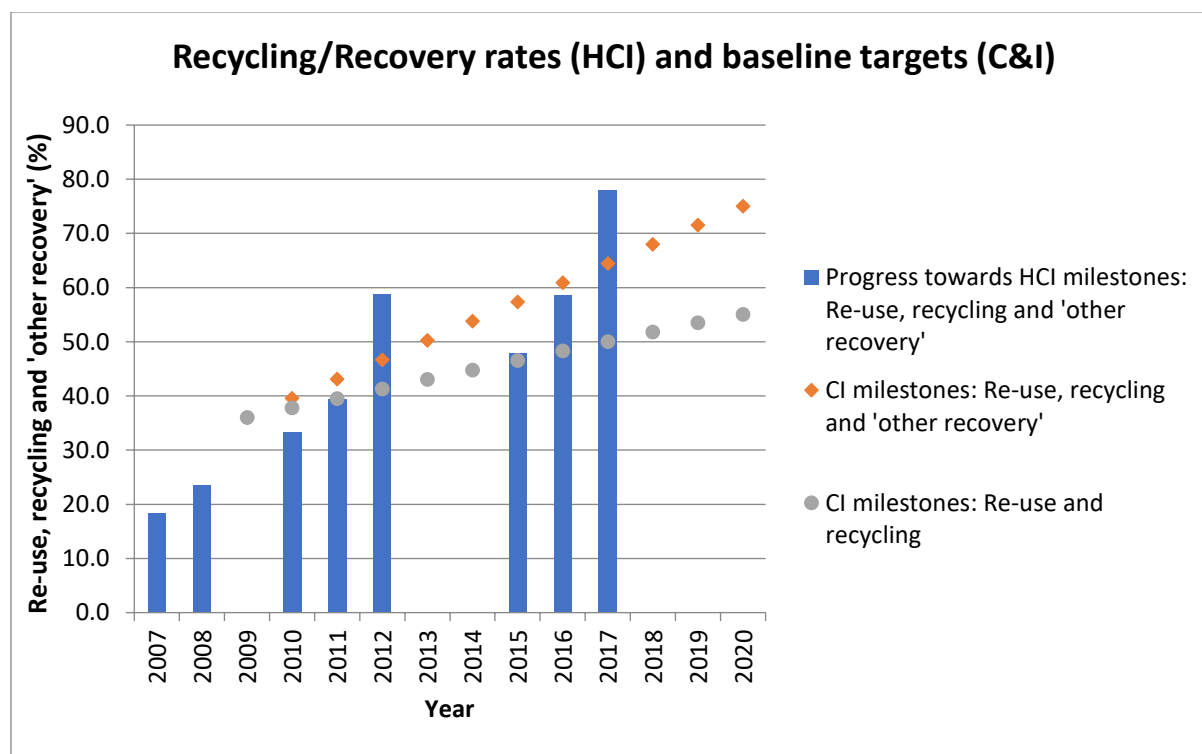 Recycling/Recovery rates (HCI) and baseline targets (C&I)
Re-use, recycling and 'other recovery' (%)
90.0
80.0
70.0
60.0
50.0
40.0
30.0
20.0
10.0
0.0
2007
2008
2009
2010
2011
2012
2013
2014
2015
2016
2017
2018
2019
2020
Year
Progress towards HCI milestones:
Re-use, recycling and 'other
recovery'
CI milestones: Re-use, recycling
and 'other recovery'
CI milestones: Re-use and
recycling